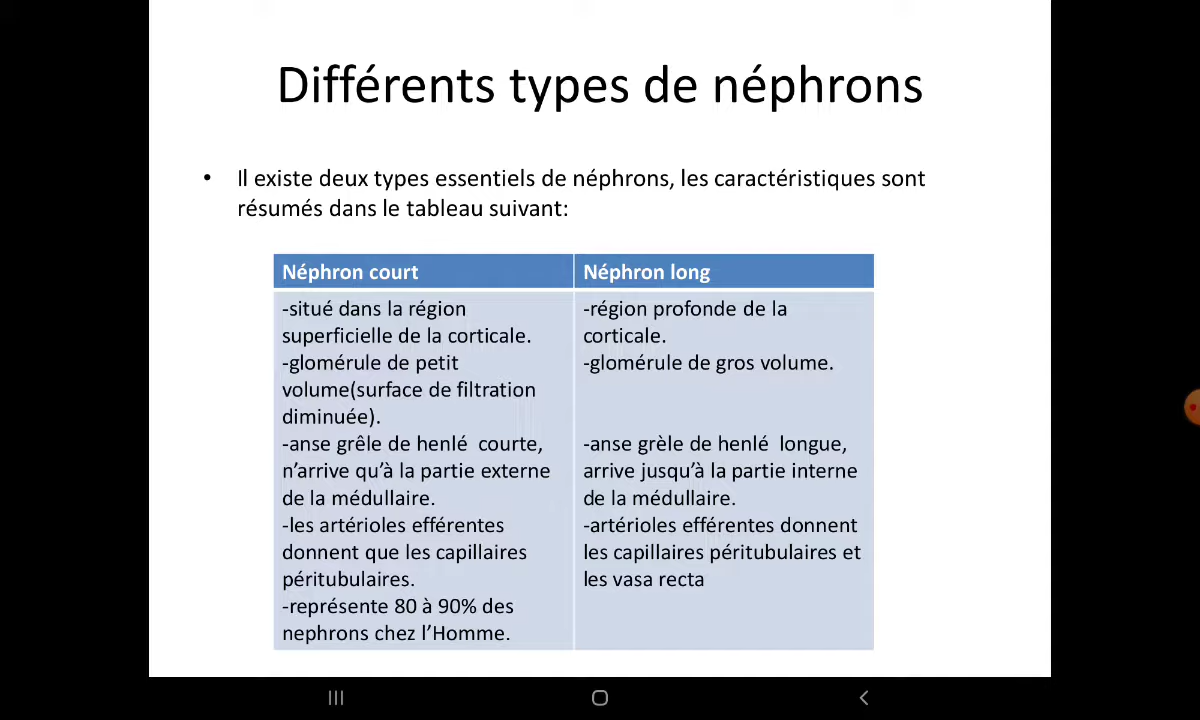 Différents types de néphrons
• Il existe deux types essentiels de néphrons, les caractéristiques sont
résumés dans le tableau suivant:
Néphron court
-situé dans la région
superficielle de la corticale.
-glomérule de petit
volume(surface de filtration
diminuée).
-anse grêle de henlé courte,
n’arrive qu’à la partie externe
de la médullaire.
-les artérioles efférentes
donnent que les capillaires
péritubulaires.
-représente 80 à 90% des
nephrons chez l’Homme.
Néphron long
-région profonde de la
corticale.
-glomérule de gros volume.
-anse grèle de henlé longue,
arrive jusqu’à la partie interne
de la médullaire.
-artérioles efférentes donnent
les capillaires péritubulaires et
les vasa recta